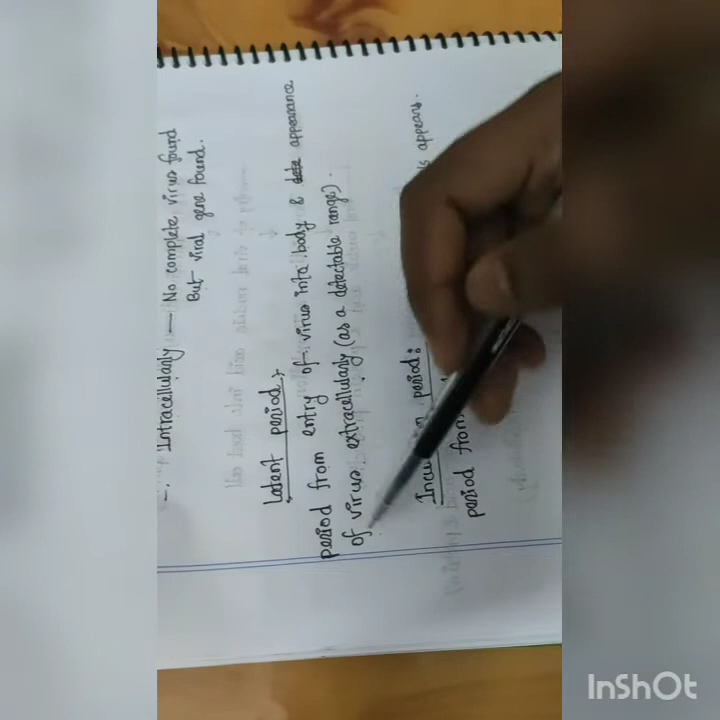 -. Intracellularly — No complete virus found
But viral gene found.
Latent period :
period from entry of virus into body & appearance
of virus extracellularly (as a detectable range).
period:
period from
appears.
InShOt